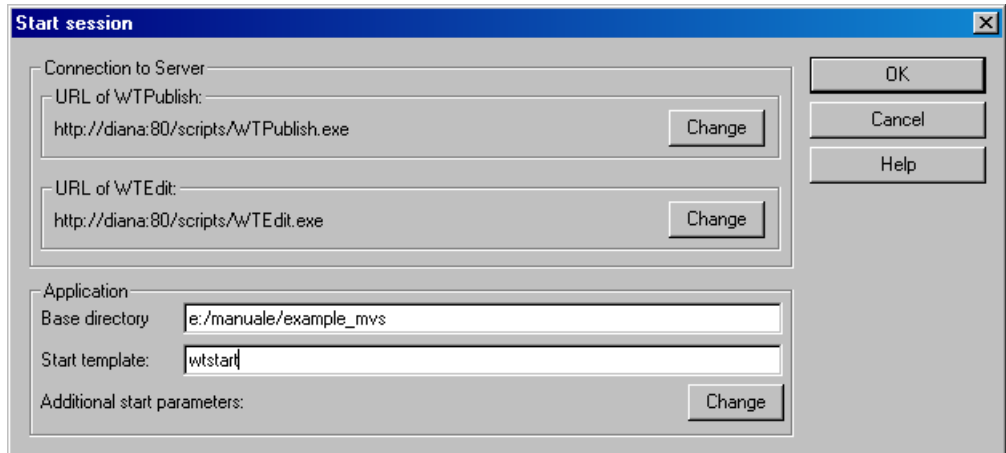 Start session
Connection to Server
OK
URL of WTPublish:
http://diana:80/scripts/WTPublish.exe
Change
Cancel
Help
URL of WTEdit:
http://diana:80/scripts/WTEdit.exe
Change
Application
Base directory
e:/manuale/example_mvs
Start template:
wtstart
Additional start parameters:
Change